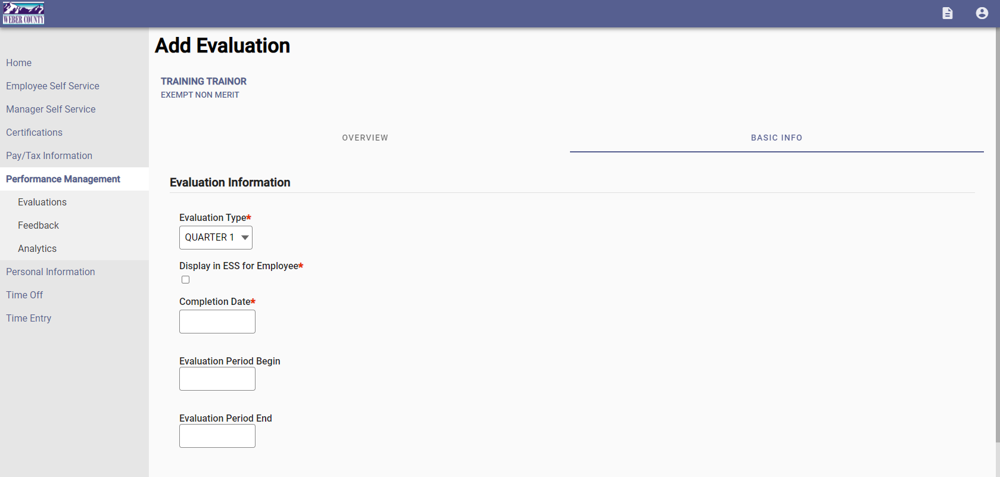 WEBER COUNTY
Home
Employee Self Service
Manager Self Service
Certifications
Pay/Tax Information
Performance Management
Evaluations
Feedback
Analytics
Personal Information
Time Off
Time Entry
Add Evaluation
TRAINING TRAINOR
EXEMPT NON MERIT
OVERVIEW
BASIC INFO
Evaluation Information
Evaluation Type*
QUARTER 1
Display in ESS for Employee*
Completion Date*
Evaluation Period Begin
Evaluation Period End